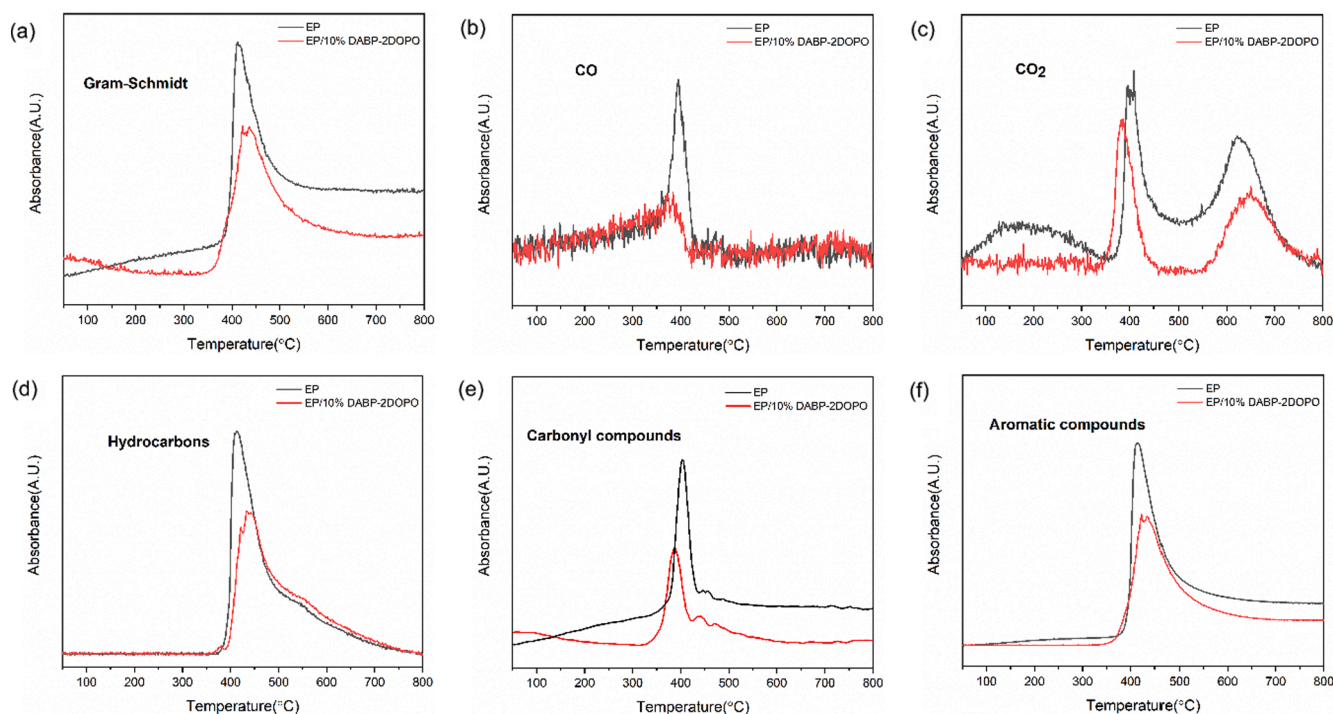 (a)
EP
EP/10% DABP-2DOPO
Gram-Schmidt
Absorbance(A.U.)
100 200 300 400 500 600 700 800
Temperature(°C)
(b)
EP
EP/10% DABP-2DOPO
CO
Absorbance(A.U.)
100 200 300 400 500 600 700 800
Temperature(°C)
(c)
EP
EP/10% DABP-2DOPO
CO2
Absorbance(A.U.)
100 200 300 400 500 600 700 800
Temperature(°C)
(d)
EP
EP/10% DABP-2DOPO
Hydrocarbons
Absorbance(A.U.)
100 200 300 400 500 600 700 800
Temperature(°C)
(e)
EP
EP/10% DABP-2DOPO
Carbonyl compounds
Absorbance(A.U.)
100 200 300 400 500 600 700 800
Temperature(°C)
(f)
EP
EP/10% DABP-2DOPO
Aromatic compounds
Absorbance(A.U.)
100 200 300 400 500 600 700 800
Temperature(°C)